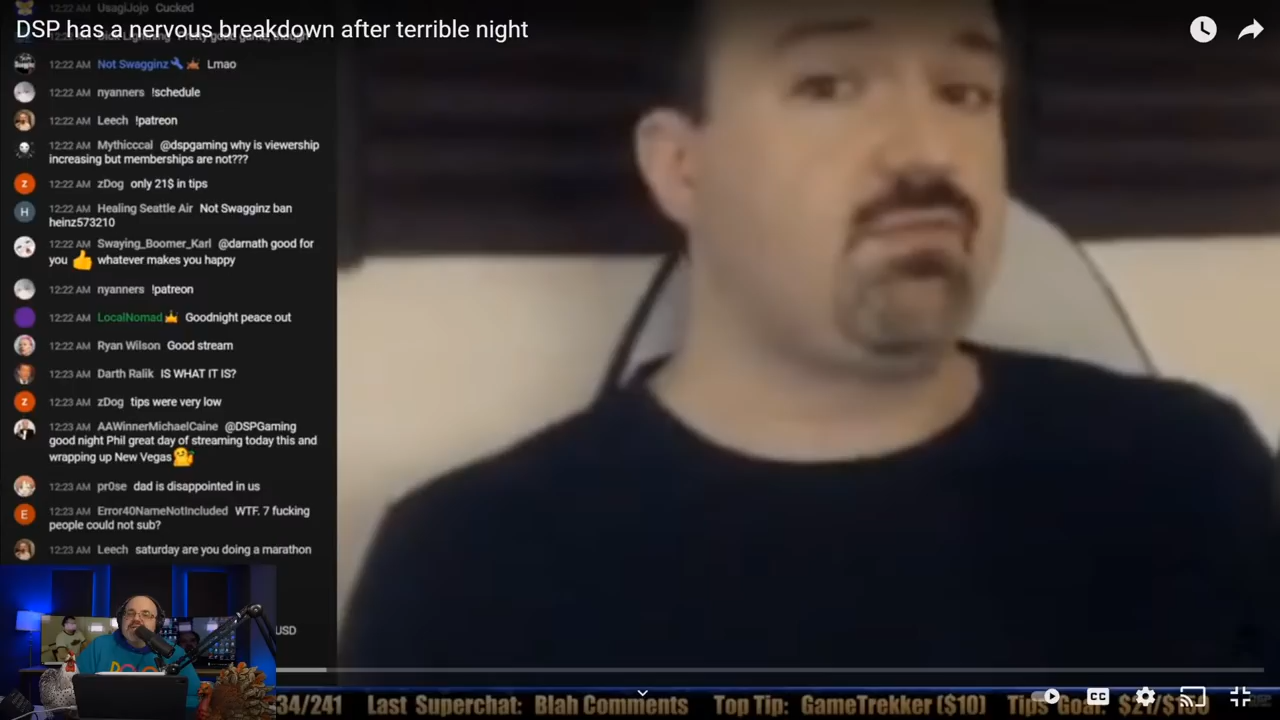 DSP has a nervous breakdown after terrible night
UsagiJojo Cucked
12:22 AM Not Swagginz Lmao
12:22 AM nyanners !schedule
12:22 AM Leech !patreon
12:22 AM Mythicccal @dspgaming why is viewership
increasing but memberships are not???
12:22 AM zDog only 21$ in tips
12:22 AM Healing Seattle Air Not Swagginz ban
heinz573210
12:22 AM Swaying_Boomer_Karl @darnath good for
you 👍 whatever makes you happy
12:22 AM nyanners !patreon
12:22 AM LocalNomad Goodnight peace out
12:22 AM Ryan Wilson Good stream
12:23 AM Darth Ralik IS WHAT IT IS?
12:23 AM zDog tips were very low
12:23 AM AAWinnerMichaelCaine @DSPGaming
good night Phil great day of streaming today this and
wrapping up New Vegas
12:23 AM pr0se dad is disappointed in us
12:23 AM Error40NameNotIncluded WTF. 7 fucking
people could not sub?
12:23 AM Leech saturday are you doing a marathon
USD
34/241 Last Superchat: Blah Comments Top Tip: GameTrekker ($10) Tips Goal:
CC